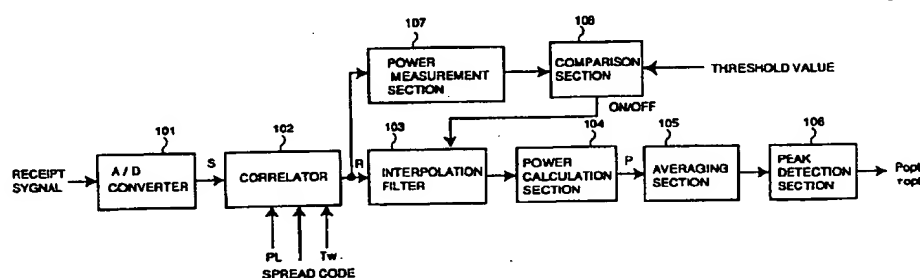 107
108
POWER
MEASUREMENT
SECTION
COMPARISON
SECTION
THRESHOLD VALUE
ON/OFF
101
102
103
104
105
106
RECEIPT
SYGNAL
A/D
CONVERTER
S
CORRELATOR
R
INTERPOLATION
FILTER
POWER
CALCULATION
SECTION
P
AVERAGING
SECTION
PEAK
DETECTION
SECTION
PL
Tw
SPREAD CODE